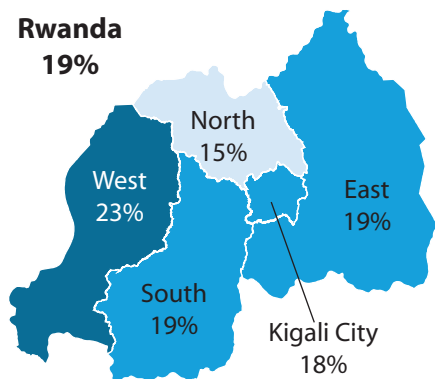 Rwanda
19%
North
15%
West
23%
East
19%
South
19%
Kigali City
18%